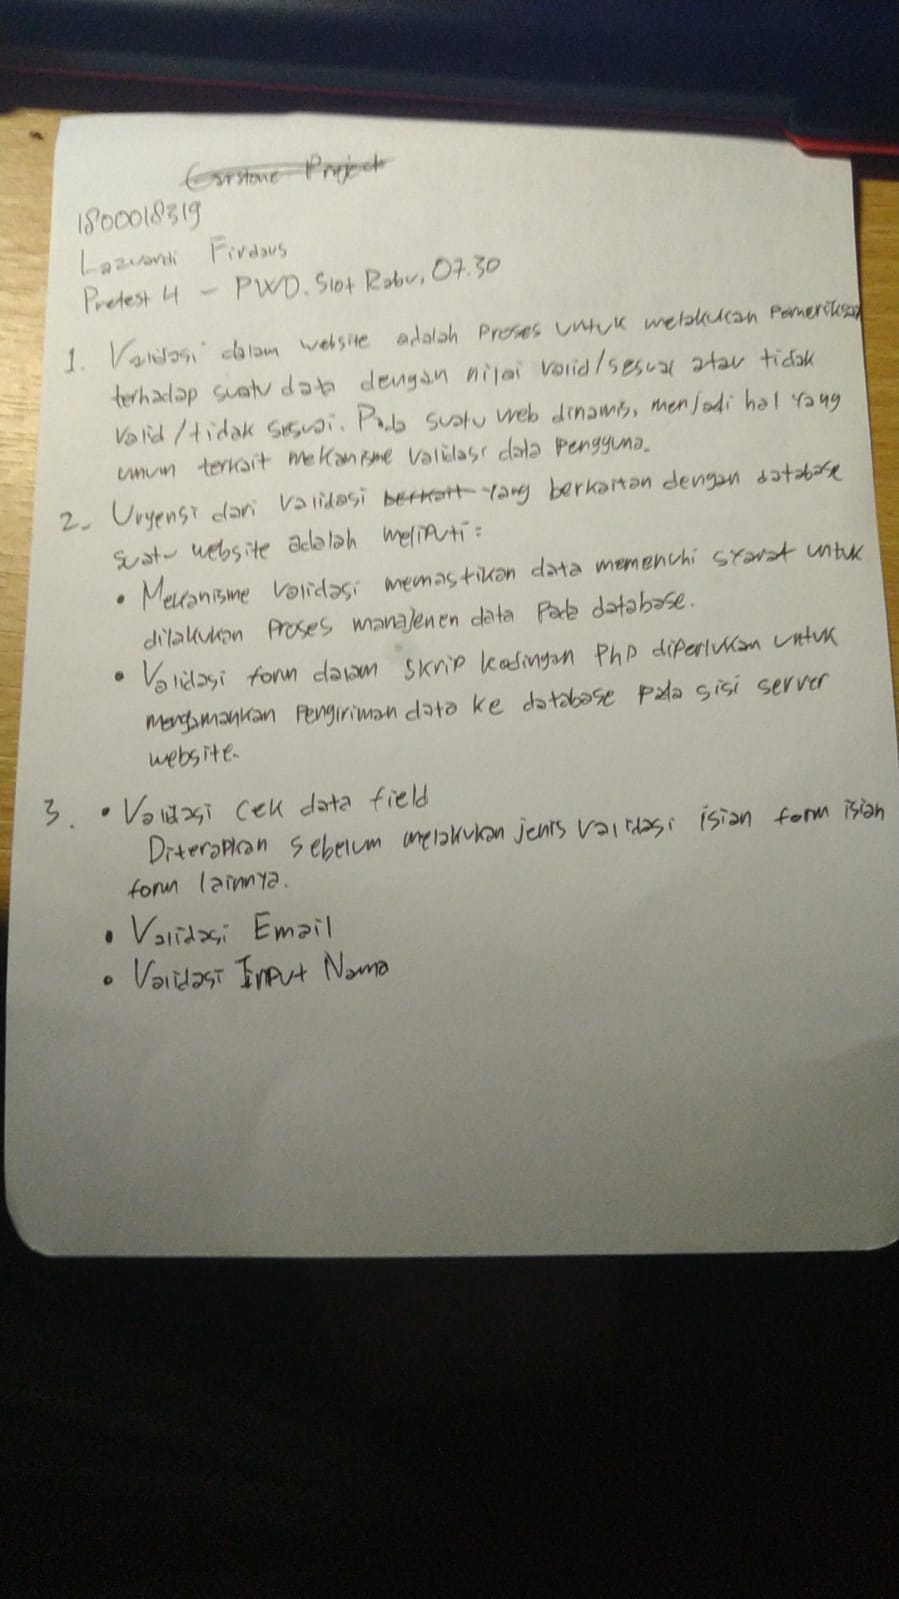 Project
1800018319
Lazuardi Firdaus
Pretest 4 - PWD. Slot Rabu, 07.30
1. Validasi dalam website adalah proses untuk melakukan pemeriksaan
terhadap suatu data dengan nilai valid/sesuai atau tidak
valid/tidak sesuai. Pada suatu web dinamis, menjadi hal yang
umum terkait mekanisme validasi data pengguna.
2. Urgensi dari validasi berkait yang berkaitan dengan database
suatu website adalah meliputi:
• Mekanisme validasi memastikan data memenuhi syarat untuk
dilakukan proses manajemen data pada database.
• Validasi form dalam skrip kodingan PHP diperlukan untuk
mengamankan pengiriman data ke database pada sisi server
website.
3. • Validasi cek data field
Diterapkan sebelum melakukan jenis validasi isian form isian
form lainnya.
• Validasi Email
• Validasi Input Nama